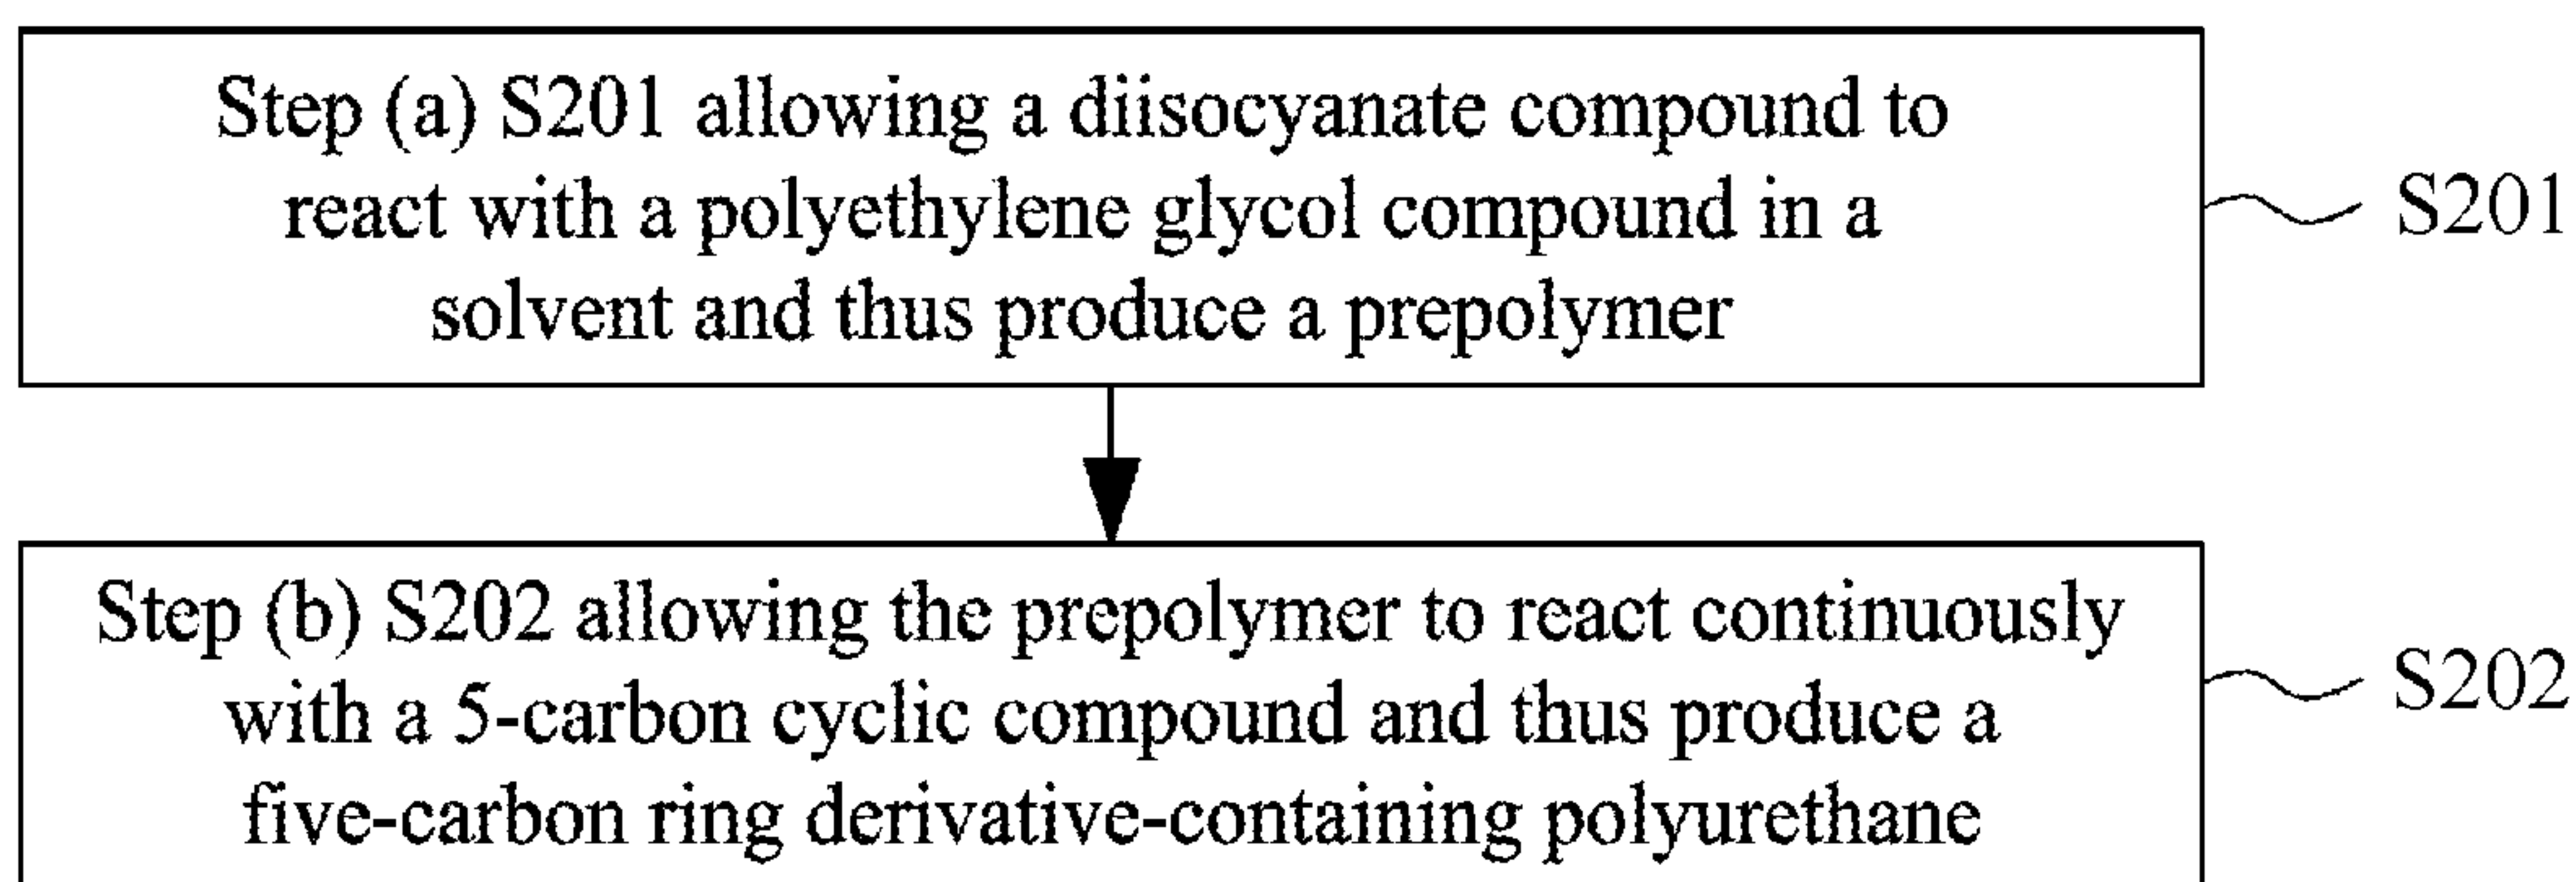 Step (a) S201 allowing a diisocyanate compound to
react with a polyethylene glycol compound in a
solvent and thus produce a prepolymer
S201
Step (b) S202 allowing the prepolymer to react continuously
with a 5-carbon cyclic compound and thus produce a
five-carbon ring derivative-containing polyurethane
S202